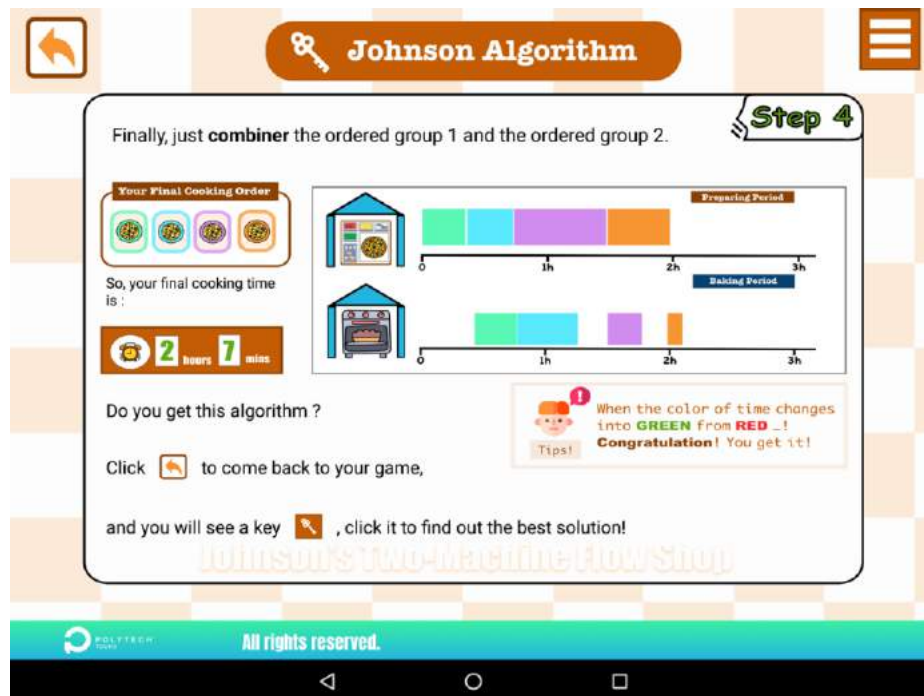 Johnson Algorithm
Step 4
Finally, just combiner the ordered group 1 and the ordered group 2.
Your Final Cooking Order
So, your final cooking time
is :
2 hours 7 mins
Preparing Period
0 1h 2h 3h
Baking Period
0 1h 2h 3h
Do you get this algorithm ?
When the color of time changes
into GREEN from RED …!
Congratulation! You get it!
Tips!
Click to come back to your game,
and you will see a key , click it to find out the best solution!
Johnson's Two-Machine Flow Shop
POLYTECH
TOURS
All rights reserved.